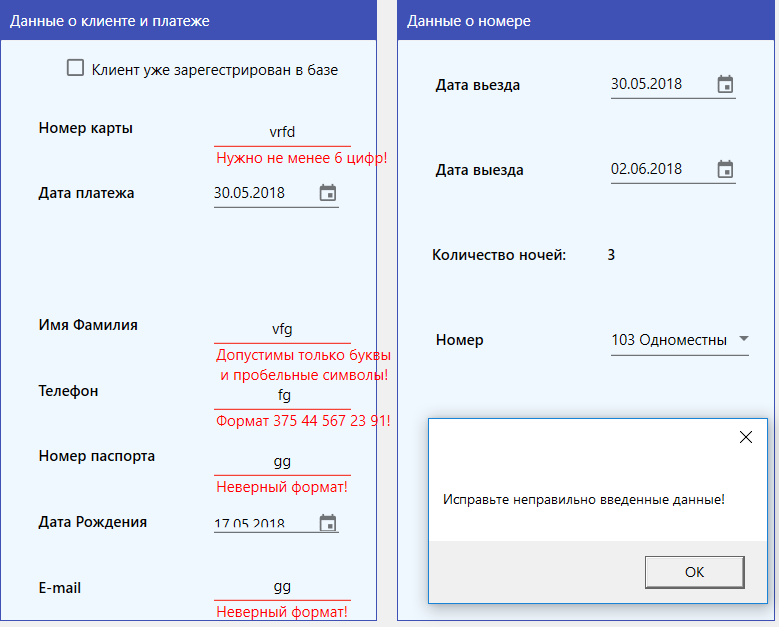 Данные о клиенте и платеже
Клиент уже зарегестрирован в базе
Номер карты
vrfd
Нужно не менее 6 цифр!
Дата платежа
30.05.2018
Имя Фамилия
vfg
Допустимы только буквы
и пробельные символы!
Телефон
fg
Формат 375 44 567 23 91!
Номер паспорта
gg
Неверный формат!
Дата Рождения
17.05.2018
E-mail
gg
Неверный формат!
Данные о номере
Дата вьезда
30.05.2018
Дата выезда
02.06.2018
Количество ночей:
3
Номер
103 Одноместны
Исправьте неправильно введенные данные!
OK